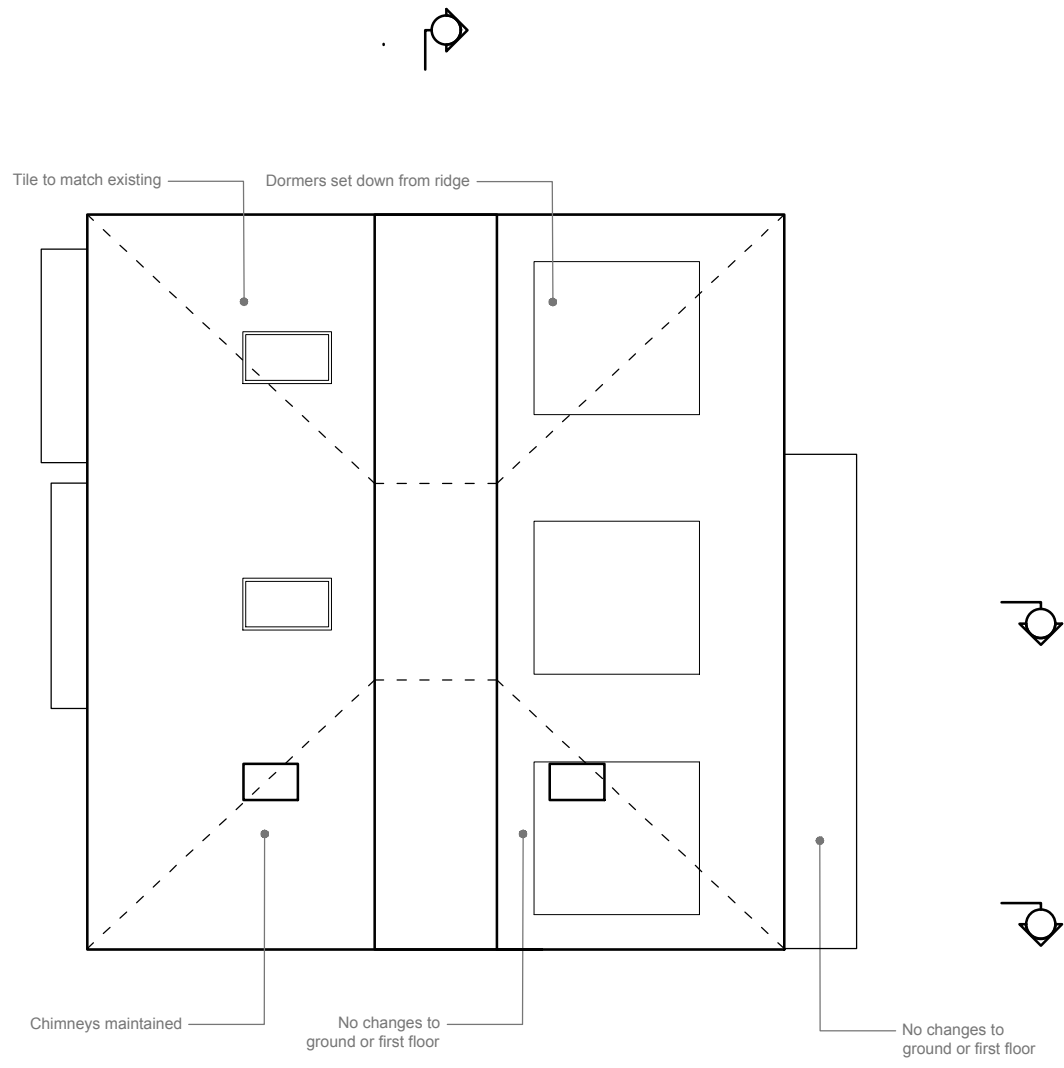 Tile to match existing
Dormers set down from ridge
Chimneys maintained
No changes to
ground or first floor
No changes to
ground or first floor